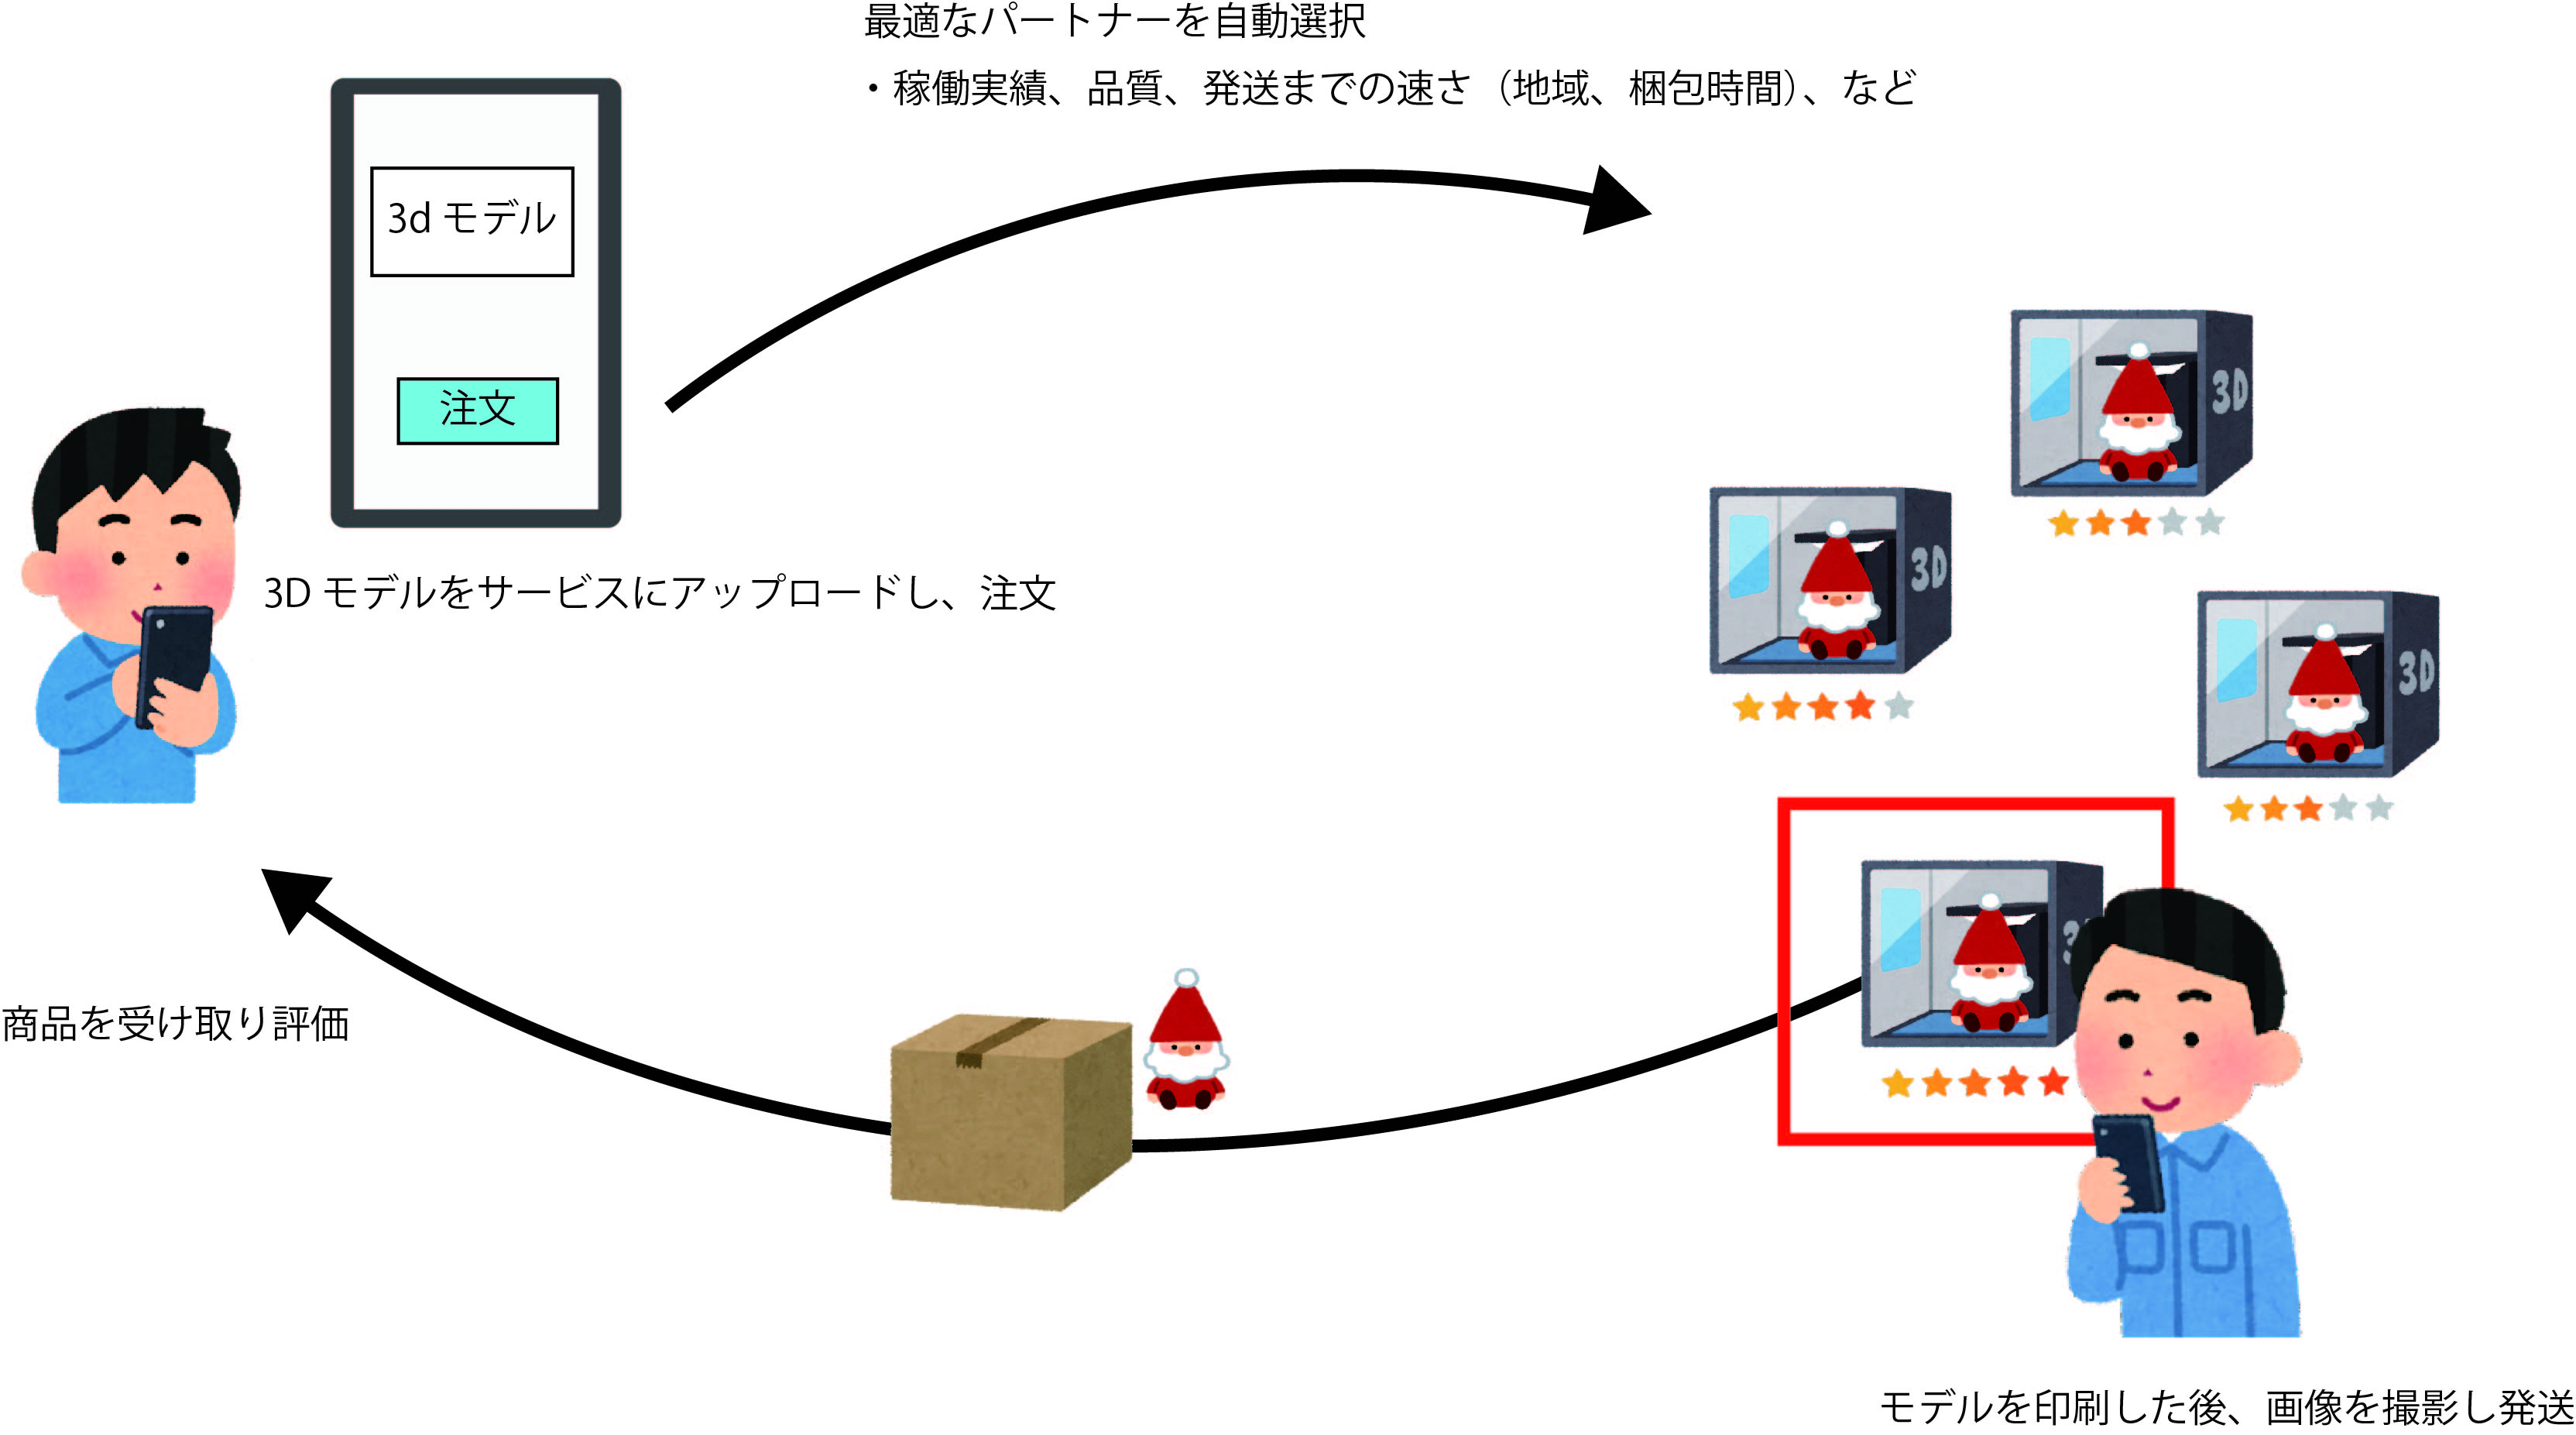 最適なパートナーを自動選択
・稼働実績、品質、発送までの速さ（地域、梱包時間）、など
3d モデル
注文
3D モデルをサービスにアップロードし、注文
3D
3D
3D
商品を受け取り評価
モデルを印刷した後、画像を撮影し発送